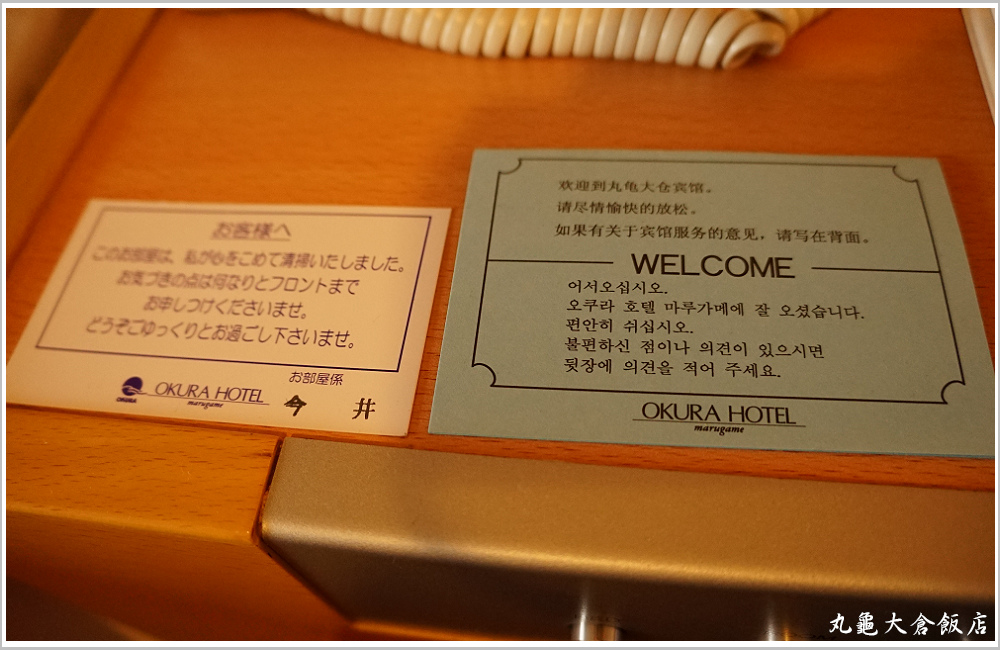 お客様へ
このお部屋は、私が心をこめて清掃いたしました。
お気づきの点は何なりとフロントまで
お申しつけくださいませ。
どうぞごゆっくりとお過ごし下さいませ。
お部屋係
OKURA
OKURA HOTEL
marugame
今 井
欢迎到丸龟大仓宾馆。
请尽情愉快的放松。
如果有关于宾馆服务的意见，请写在背面。
WELCOME
어서오십시오.
오쿠라 호텔 마루가메에 잘 오셨습니다.
편안히 쉬십시오.
불편하신 점이나 의견이 있으시면
뒷장에 의견을 적어 주세요.
OKURA HOTEL
marugame
丸龜大倉飯店